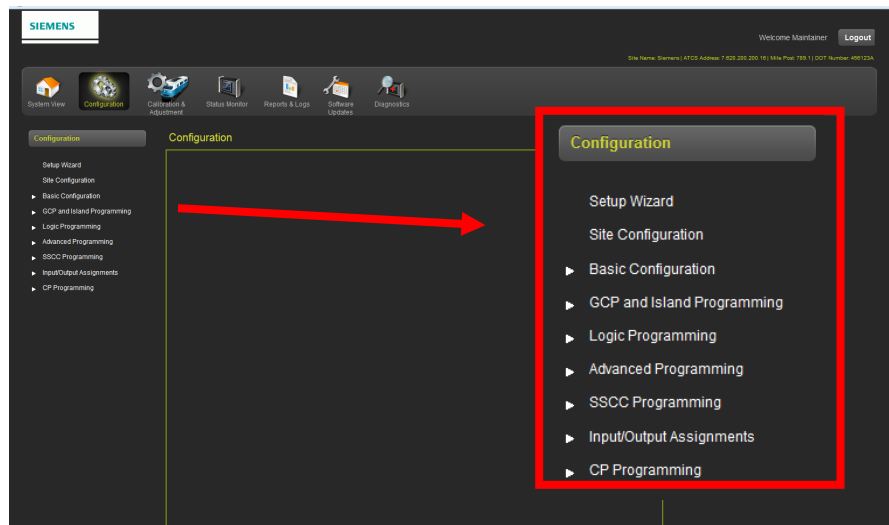 SIEMENS
Welcome Maintainer
Logout
Site Name: Siemens | ATCS Address: 7.620.200.200.16 | Mile Post: 789.1 | DOT Number: 456123A
System View
Configuration
Calibration &
Adjustment
Status Monitor
Reports & Logs
Software
Updates
Diagnostics
Configuration
Setup Wizard
Site Configuration
Basic Configuration
GCP and Island Programming
Logic Programming
Advanced Programming
SSCC Programming
Input/Output Assignments
CP Programming
Configuration
Configuration
Setup Wizard
Site Configuration
Basic Configuration
GCP and Island Programming
Logic Programming
Advanced Programming
SSCC Programming
Input/Output Assignments
CP Programming